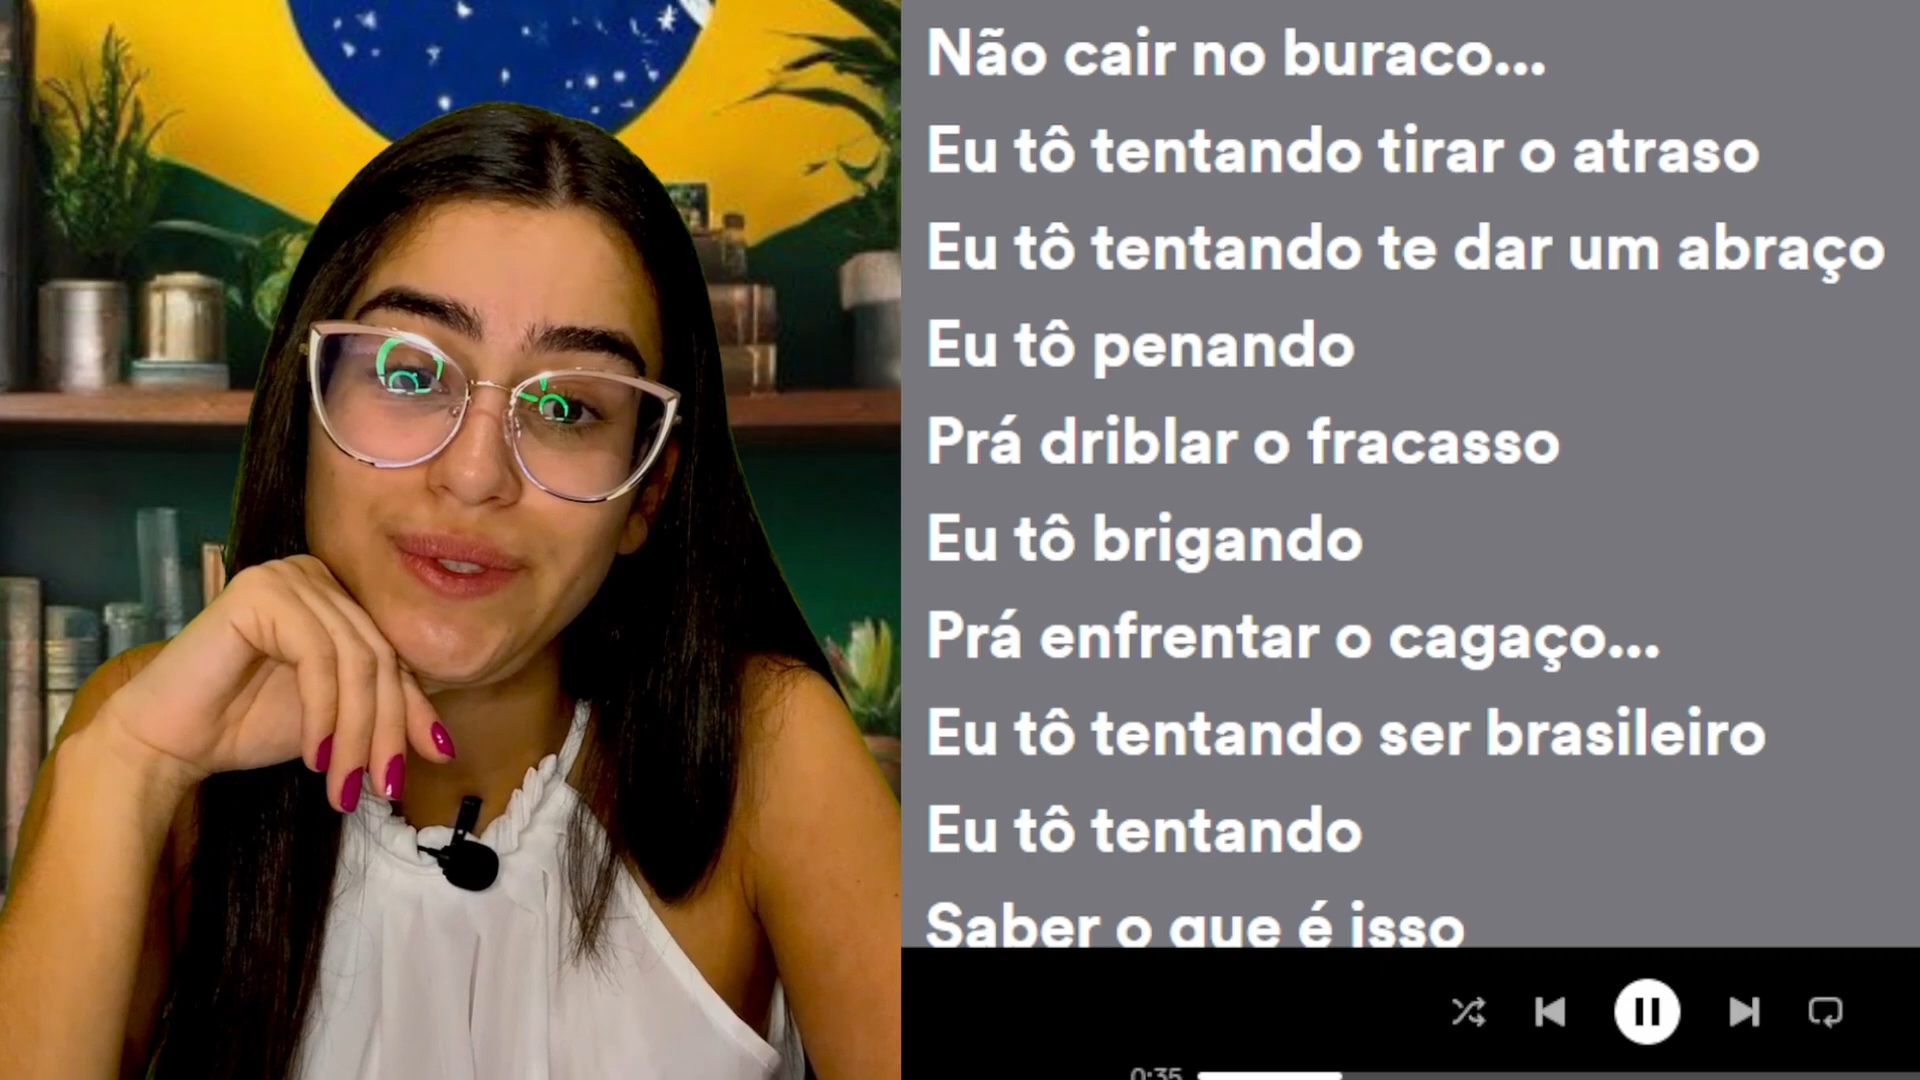 Não cair no buraco...
Eu tô tentando tirar o atraso
Eu tô tentando te dar um abraço
Eu tô penando
Prá driblar o fracasso
Eu tô brigando
Prá enfrentar o cagaço...
Eu tô tentando ser brasileiro
Eu tô tentando
Saber o que é isso
0:35